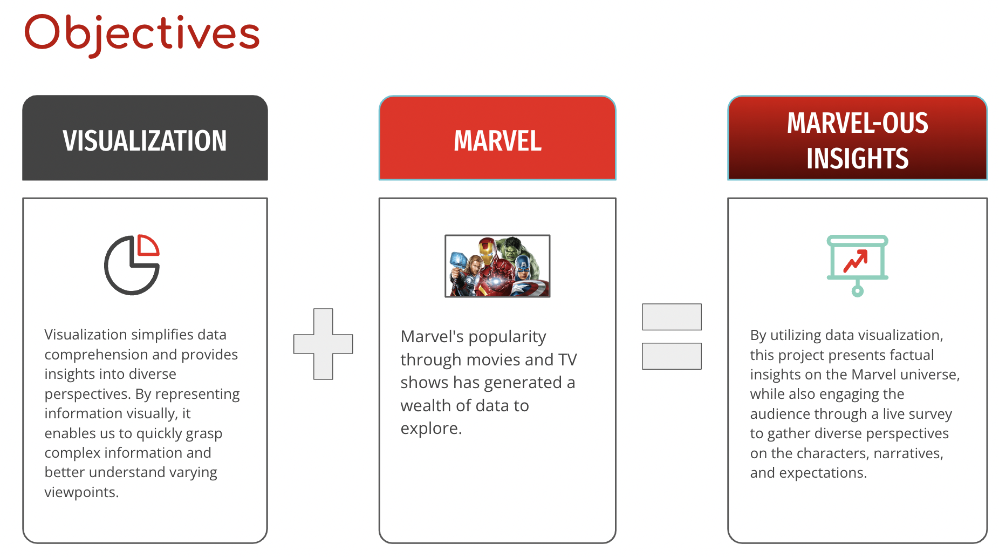 Objectives
VISUALIZATION
Visualization simplifies data
comprehension and provides
insights into diverse
perspectives. By representing
information visually, it
enables us to quickly grasp
complex information and
better understand varying
viewpoints.
MARVEL
Marvel's popularity
through movies and TV
shows has generated a
wealth of data to
explore.
MARVEL-OUS
INSIGHTS
By utilizing data visualization,
this project presents factual
insights on the Marvel universe,
while also engaging the
audience through a live survey
to gather diverse perspectives
on the characters, narratives,
and expectations.